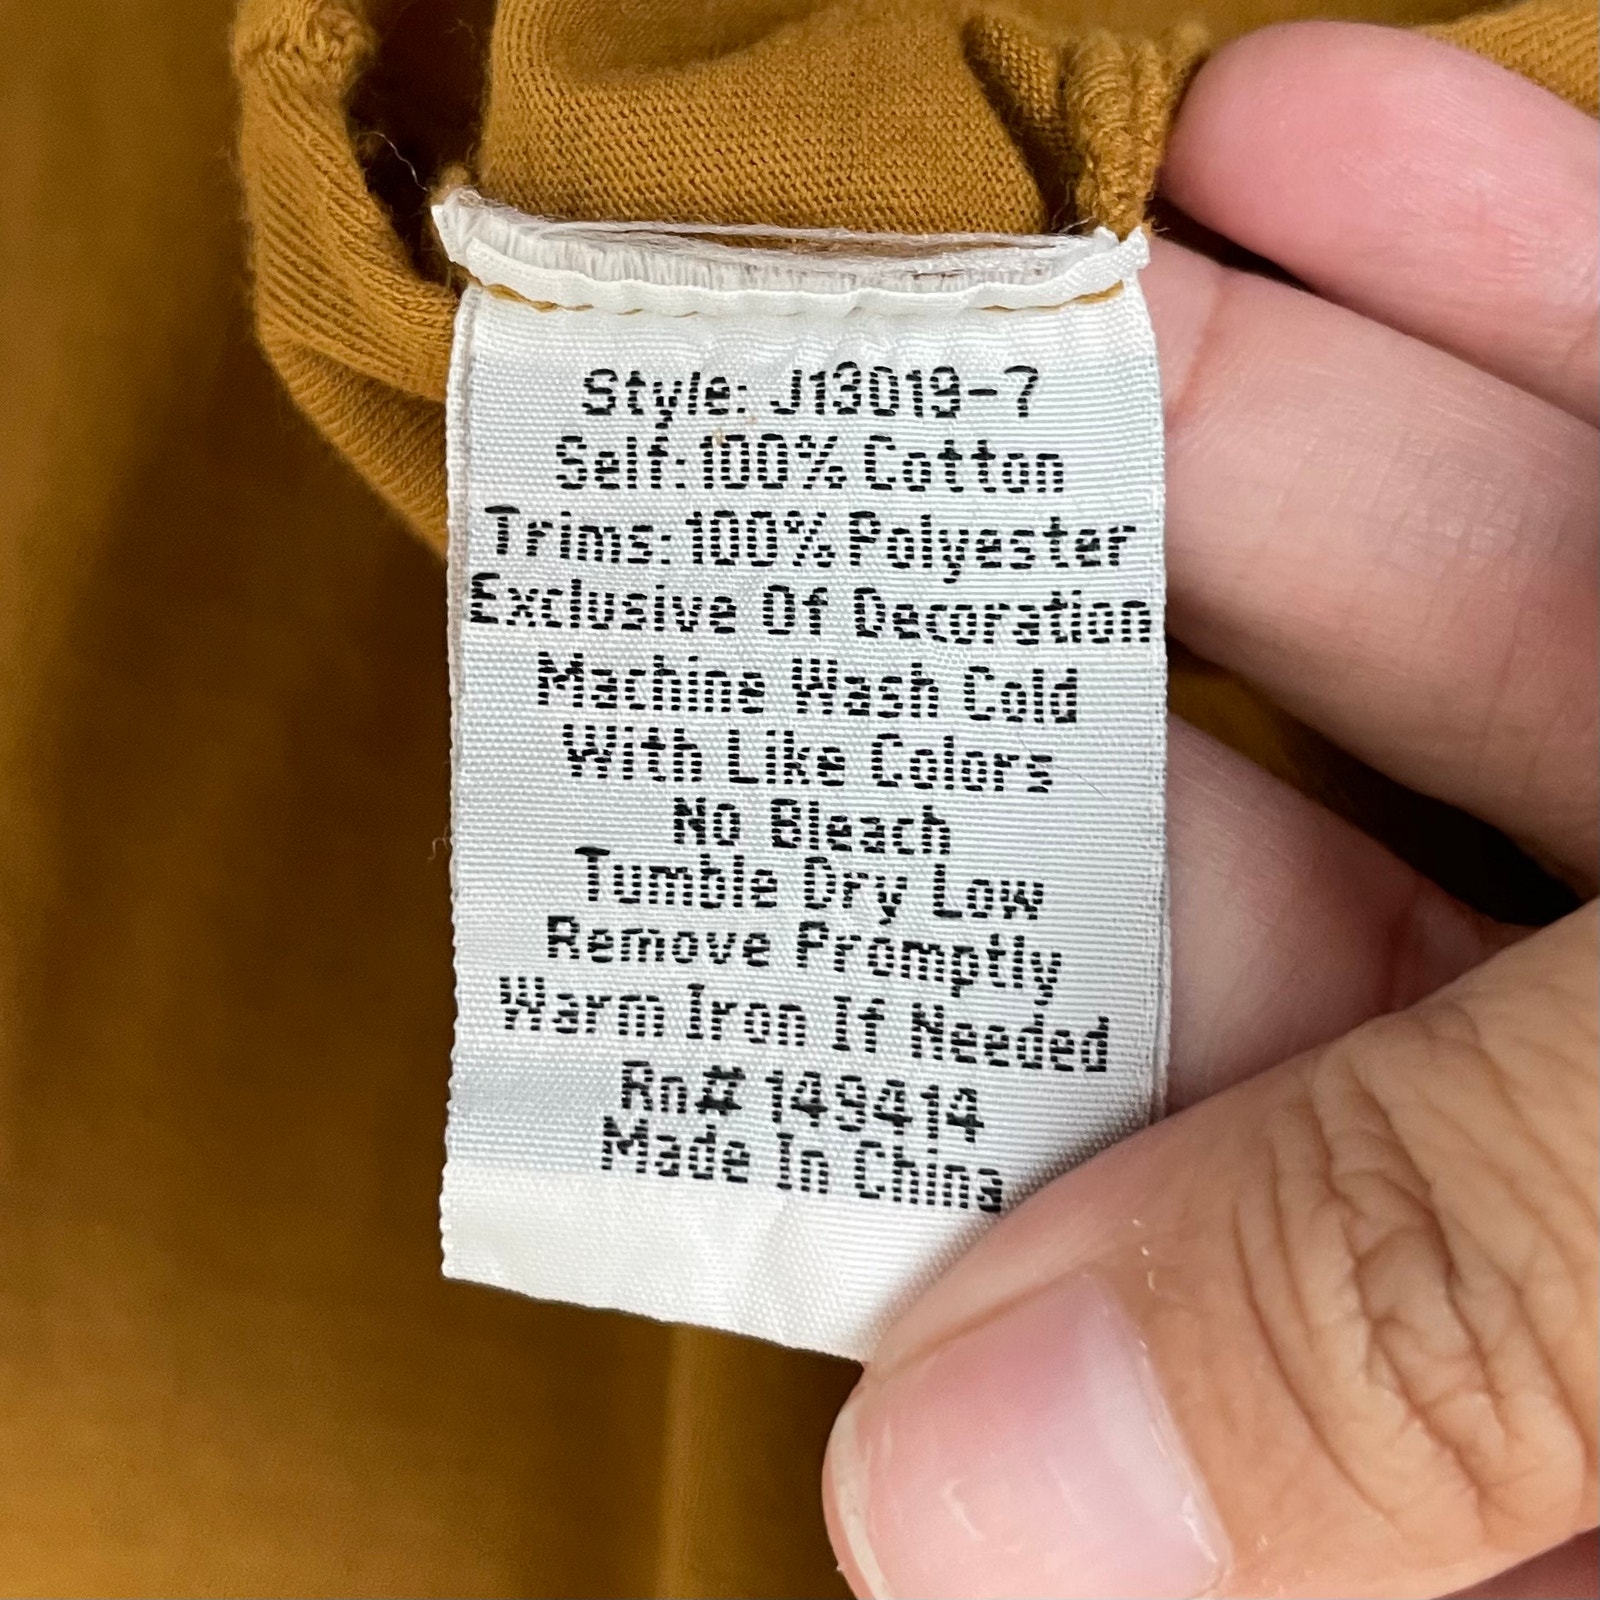 Style: J13019-7
Self: 100% Cotton
Trims: 100% Polyester
Exclusive Of Decoration
Machine Wash Cold
With Like Colors
No Bleach
Tumble Dry Low
Remove Promptly
Warm Iron If Needed
Rn# 149414
Made In China